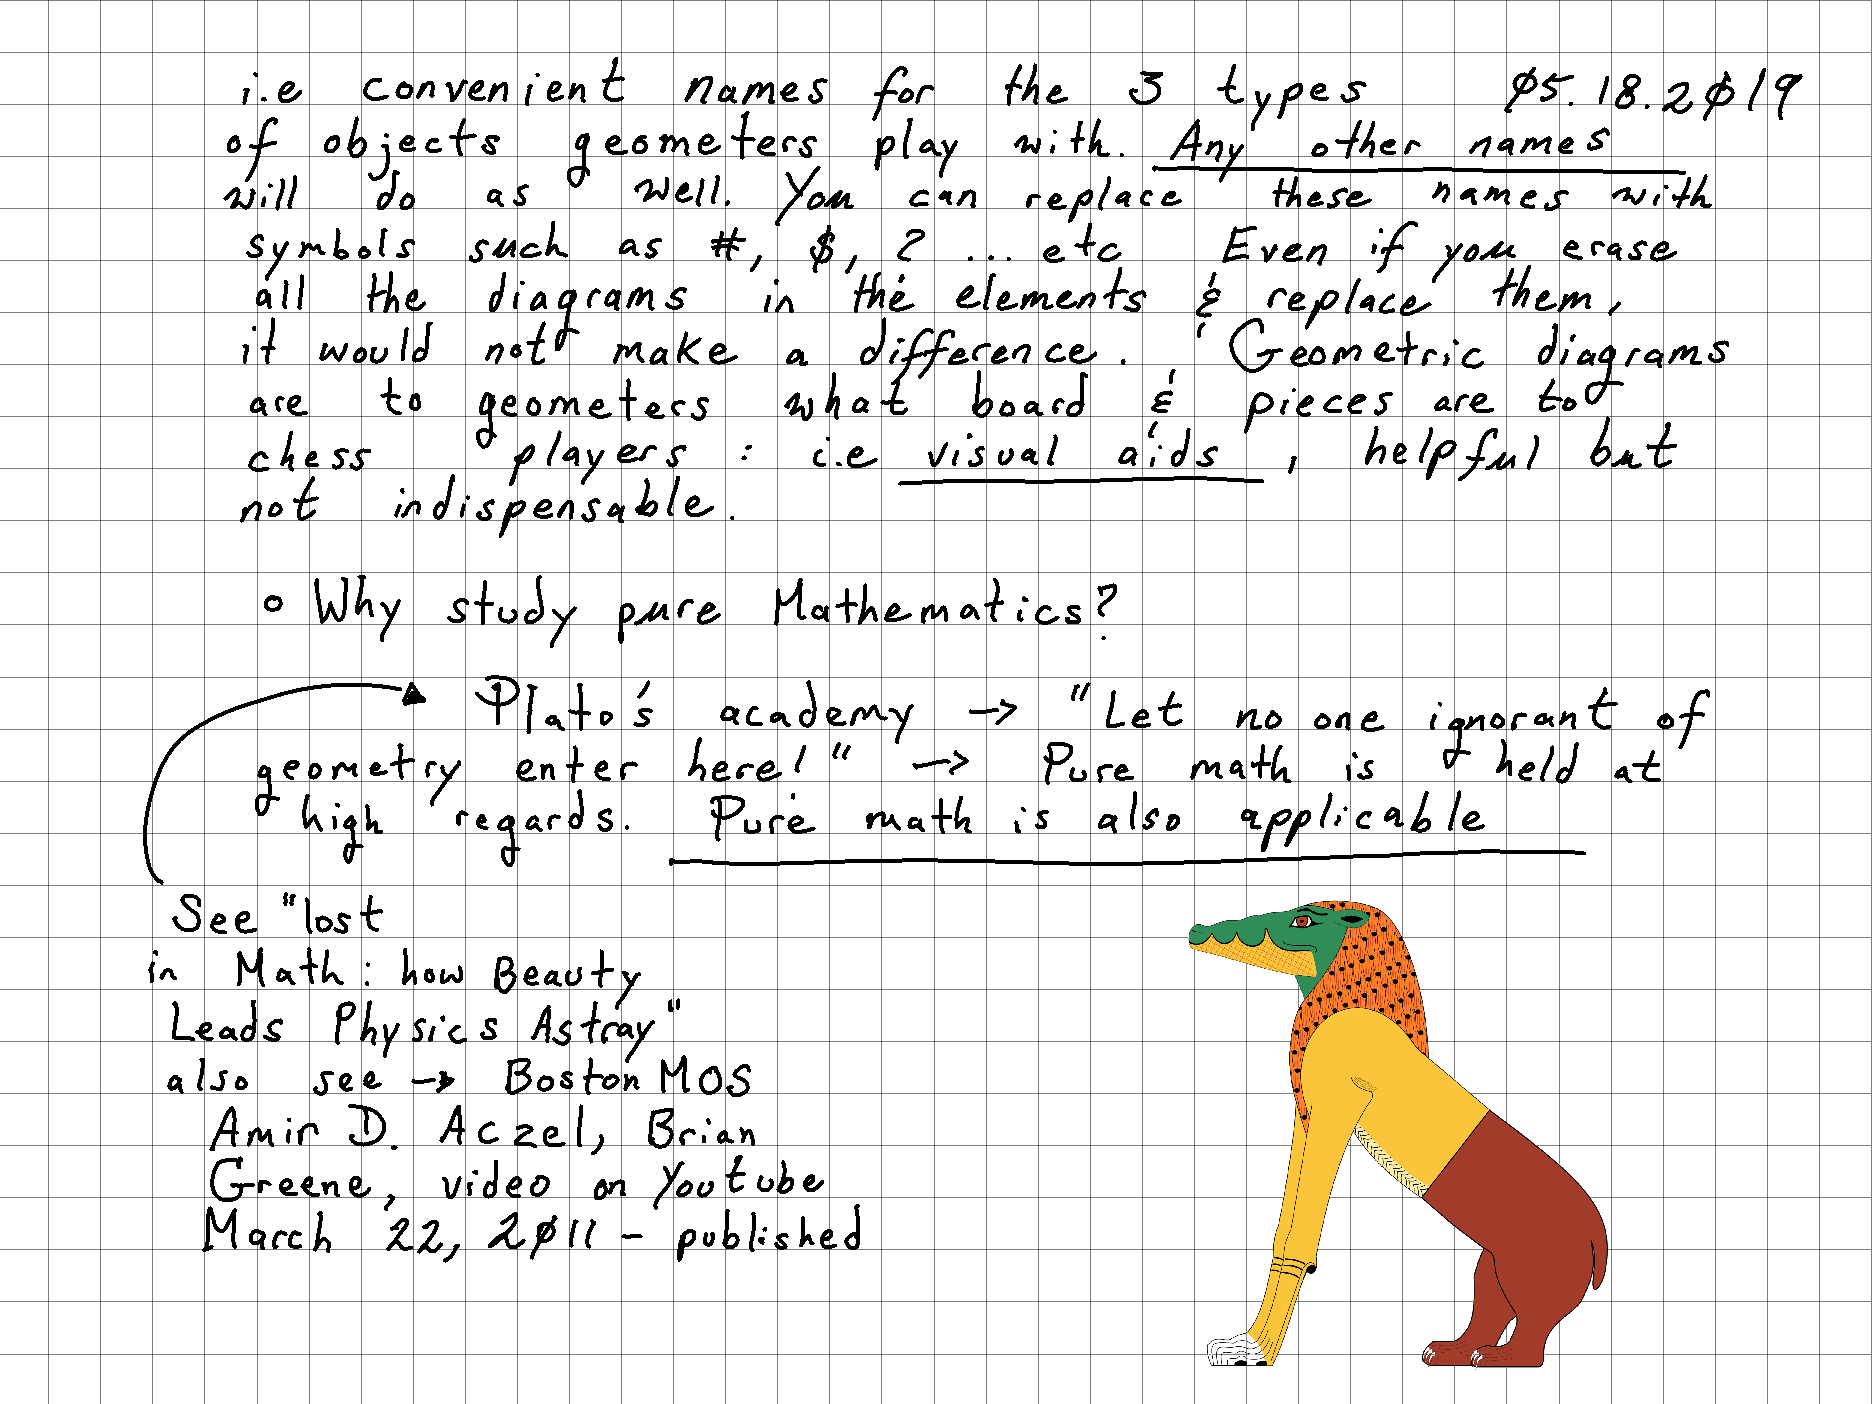 i.e convenient names for the 3 types 05.18.2019
of objects geometers play with. Any other names
will do as well. You can replace these names with
symbols such as #, $, ? ... etc Even if you erase
all the diagrams in the elements & replace them,
it would not make a difference. Geometric diagrams
are to geometers what board & pieces are to
chess players : i.e visual aids , helpful but
not indispensable.
o Why study pure Mathematics?
Plato's academy → "Let no one ignorant of
geometry enter here!" → Pure math is held at
high regards. Pure math is also applicable
See "lost
in Math : how Beauty
Leads Physics Astray"
also see → Boston MOS
Amir D. Aczel, Brian
Greene, video on Youtube
March 22, 2011 - published